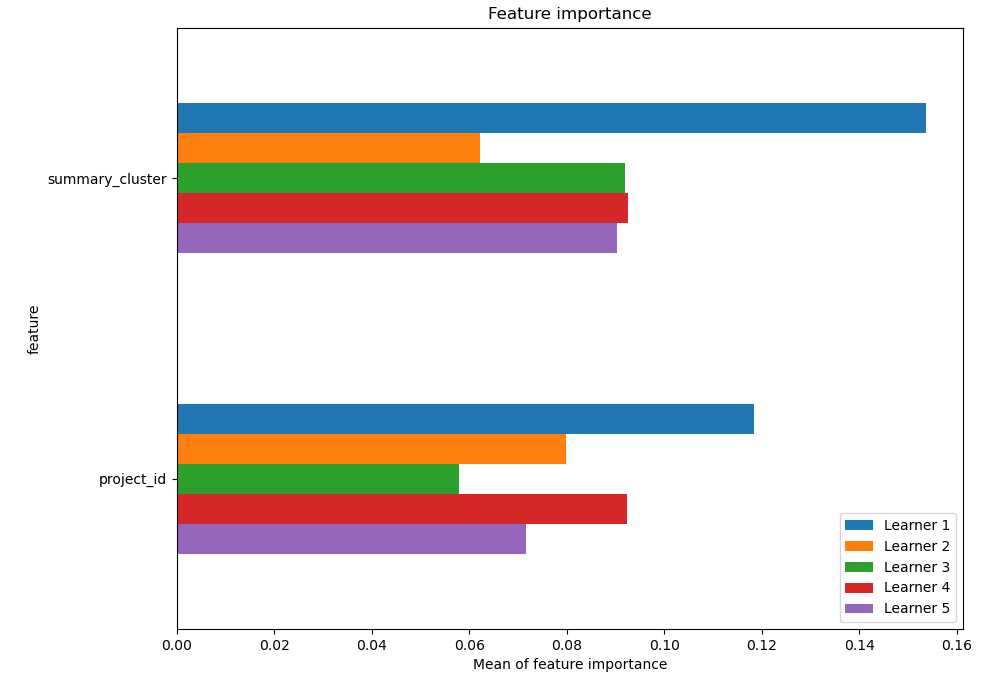 Feature importance
summary_cluster
feature
project_id
Learner 1
Learner 2
Learner 3
Learner 4
Learner 5
0.00 0.02 0.04 0.06 0.08 0.10 0.12 0.14 0.16
Mean of feature importance